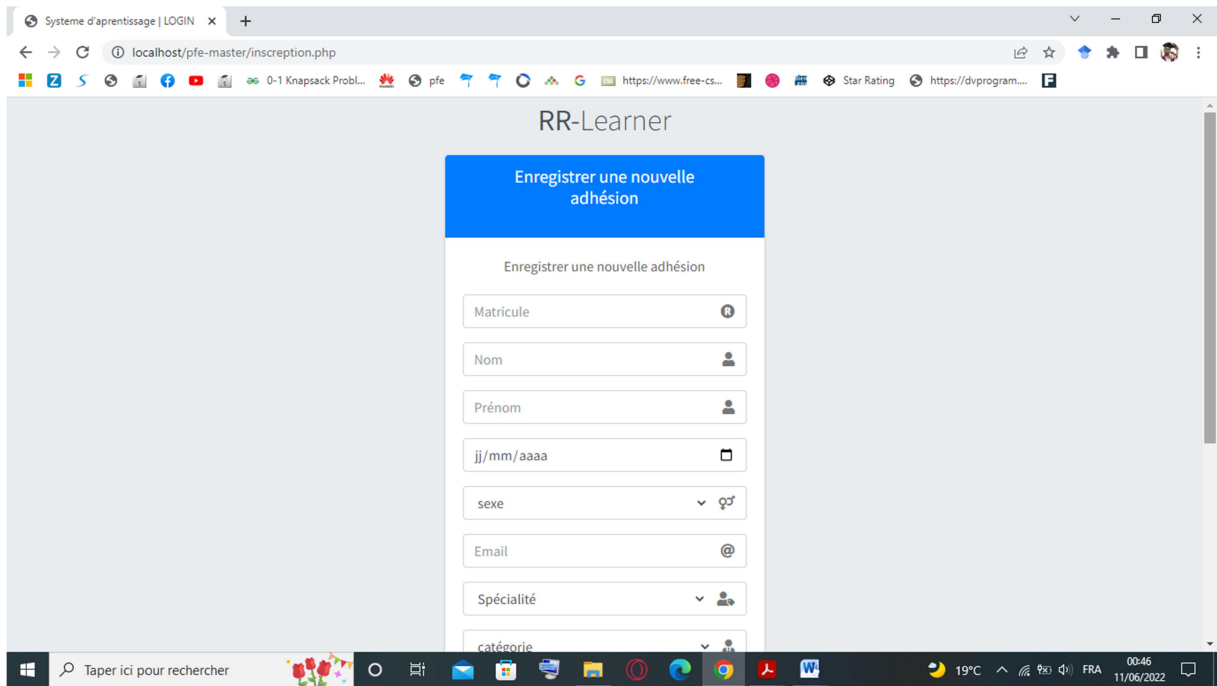 Systeme d'aprentissage | LOGIN
localhost/pfe-master/inscreption.php
0-1 Knapsack Probl... pfe https://www.free-cs... Star Rating https://dvprogram....
RR-Learner
Enregistrer une nouvelle
adhésion
Enregistrer une nouvelle adhésion
Matricule
Nom
Prénom
jj/mm/aaaa
sexe
Email
Spécialité
catégorie
Taper ici pour rechercher
19°C FRA 00:46
11/06/2022